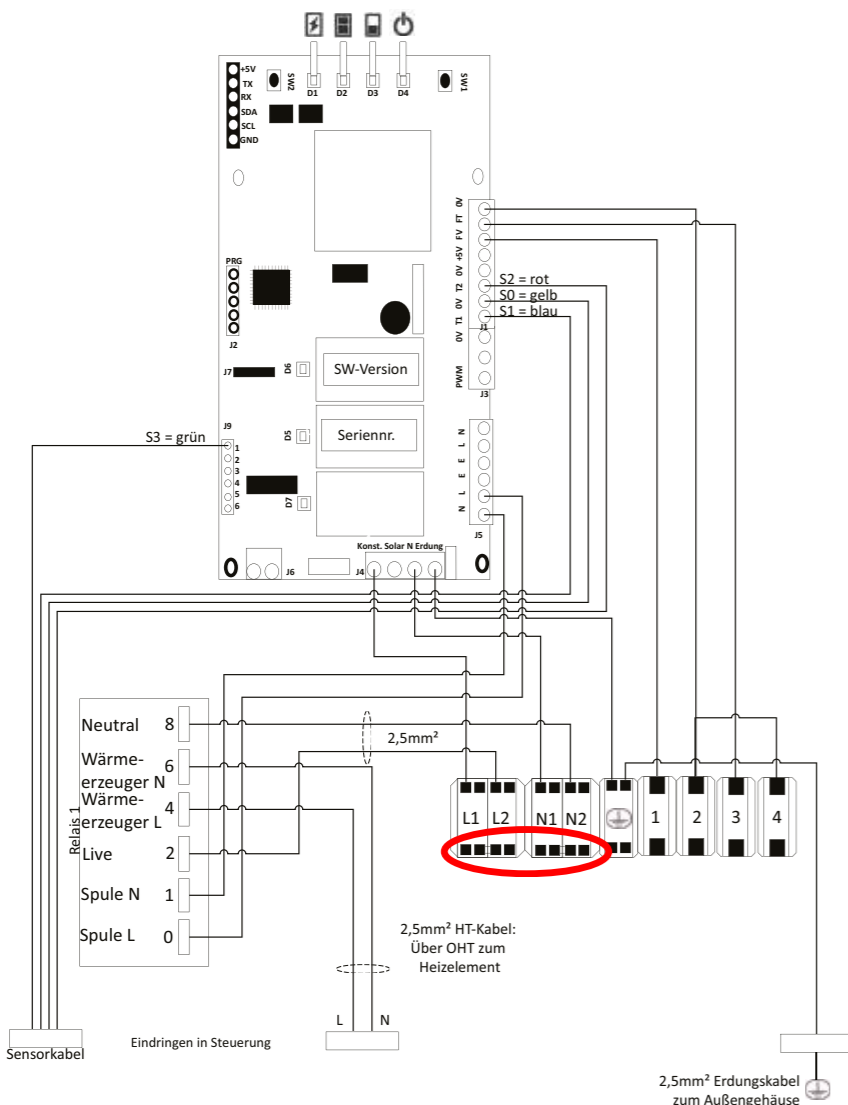 +5V
TX
RX
SDA
SCL
GND
SW2
D1
D2
D3
D4
SW1
0V
FT
FV
+5V
0V
T2
0V
T1
J1
0V
PWM
J3
S2 = rot
S0 = gelb
S1 = blau
PRG
J2
J7
D6
SW-Version
J9
S3 = grün
1
2
3
4
5
6
D5
Seriennr.
D7
N
L
E
E
L
N
J5
Konst. Solar N Erdung
J6
J4
Relais 1
Neutral 8
Wärme-
erzeuger N 6
Wärme-
erzeuger L 4
Live 2
Spule N 1
Spule L 0
2,5mm²
L1
L2
N1
N2
1
2
3
4
2,5mm² HT-Kabel:
Über OHT zum
Heizelement
L
N
Sensorkabel
Eindringen in Steuerung
2,5mm² Erdungskabel
zum Außengehäuse